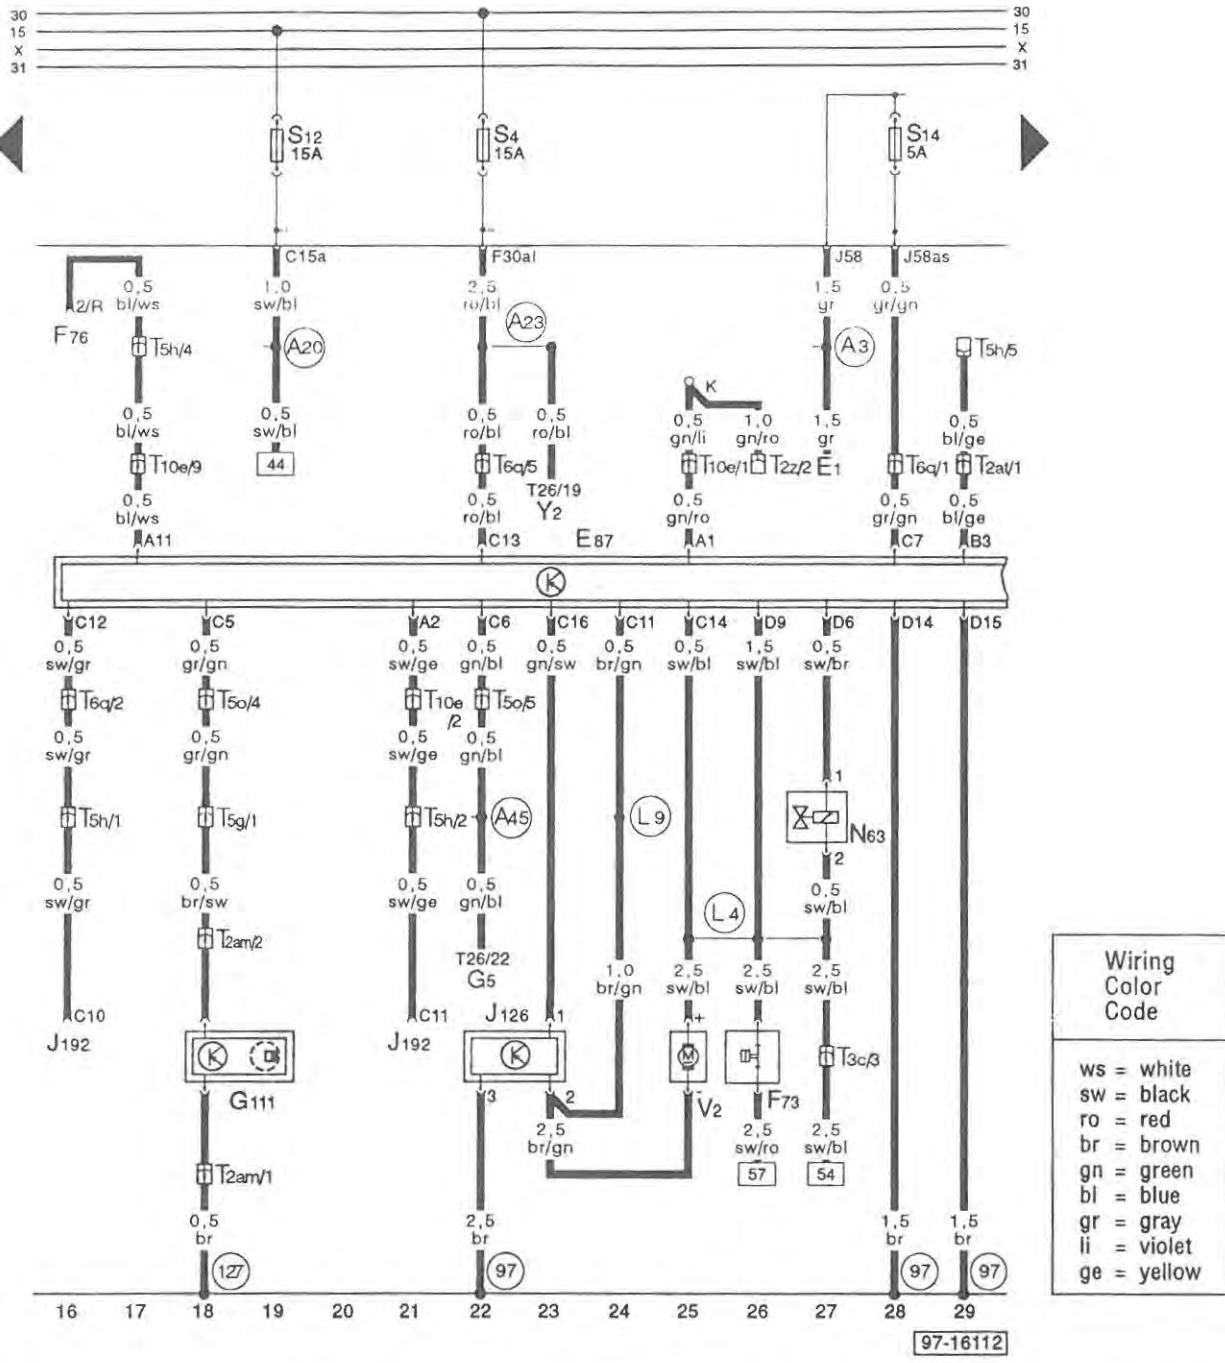 30 30
15 15
X X
31 31
S12 S4 S14
15A 15A 5A
C15a F30al J58 J58as
0,5 1,0 2,5 1,5 0,5
A2/R bl/ws sw/bl ro/bl gr gr/gn
F76 A23
T5h/4 A20 A3 T5h/5
K
0,5 0,5 0,5 0,5 0,5 1,0 1,5 0,5
bl/ws sw/bl ro/bl ro/bl gn/li gn/ro gr bl/ge
T10e/9 44 T6q/5 T10e/1 T2z/2 E1 T6q/1 T2at/1
T26/19
0,5 0,5 Y2 0,5 0,5 0,5
bl/ws ro/bl gn/ro gr/gn bl/ge
A11 C13 E87 A1 C7 B3
C12 C5 A2 C6 C16 C11 C14 D9 D6 D14 D15
0,5 0,5 0,5 0,5 0,5 0,5 0,5 1,5 0,5
sw/gr gr/gn sw/ge gn/bl gn/sw br/gn sw/bl sw/bl sw/br
T6q/2 T5o/4 T10e T5o/5
/2
0,5 0,5 0,5 0,5
sw/gr gr/gn sw/ge gn/bl
1
T5h/1 T5g/1 T5h/2 A45 L9 N63
2
0,5 0,5 0,5 0,5 0,5
sw/gr br/sw sw/ge gn/bl sw/bl
L4
T2am/2
T26/22 1,0 2,5 2,5 2,5
G5 br/gn sw/bl sw/bl sw/bl
C10 C11 J126 1 +
J192 J192 M T3c/3
G111 3 2 - V2 F73
2,5 2,5 2,5
br/gn sw/ro sw/bl
T2am/1 57 54
0,5 2,5 1,5 1,5
br br br br
127 97 97 97
16 17 18 19 20 21 22 23 24 25 26 27 28 29
97-16112
Wiring
Color
Code
ws = white
sw = black
ro = red
br = brown
gn = green
bl = blue
gr = gray
li = violet
ge = yellow